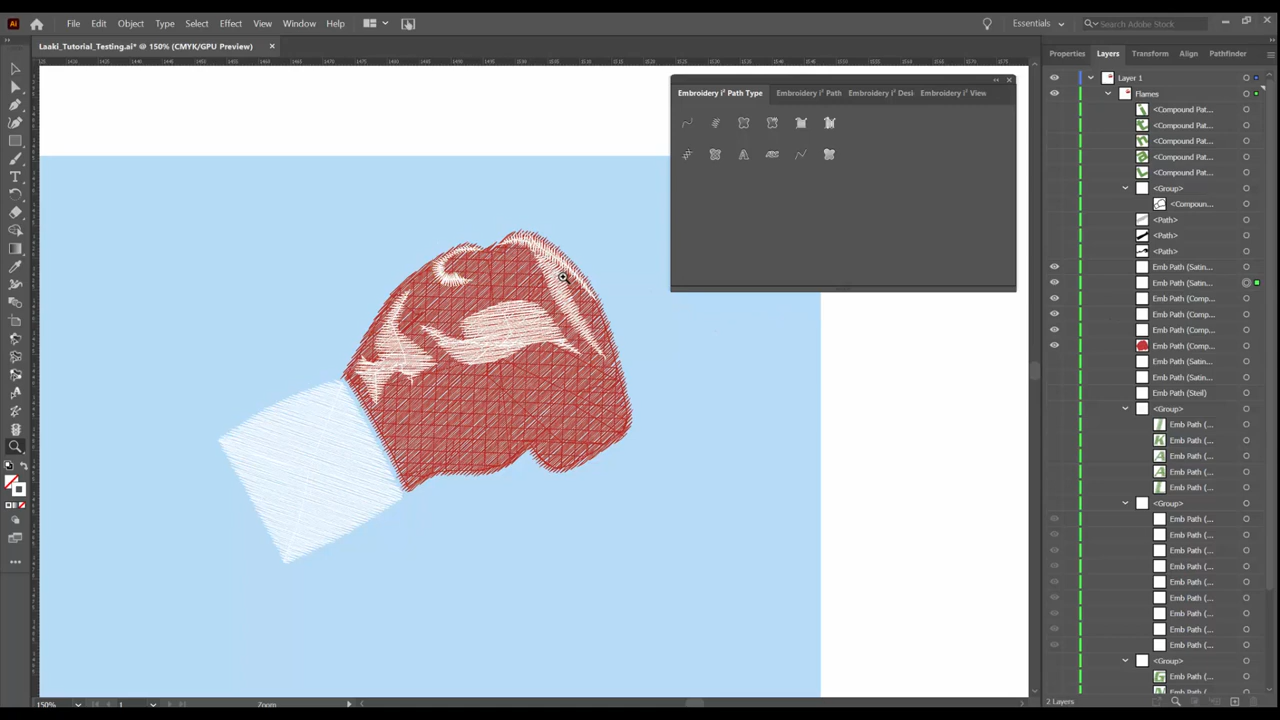 Ai File Edit Object Type Select Effect View Window Help Essentials Search Adobe Stock
Laaki_Tutorial_Testing.ai* @ 150% (CMYK/GPU Preview)
Properties Layers Transform Align Pathfinder
Embroidery i² Path Type Embroidery i² Path Embroidery i² Desi Embroidery i² View
Layer 1
Flames
<Compound Pat...
<Compound Pat...
<Compound Pat...
<Compound Pat...
<Compound Pat...
<Group>
<Compoun...
<Path>
<Path>
<Path>
Emb Path (Satin...
Emb Path (Satin...
Emb Path (Comp...
Emb Path (Comp...
Emb Path (Comp...
Emb Path (Comp...
Emb Path (Satin...
Emb Path (Satin...
Emb Path (Steil)
<Group>
Emb Path (...
Emb Path (...
Emb Path (...
Emb Path (...
Emb Path (...
<Group>
Emb Path (...
Emb Path (...
Emb Path (...
Emb Path (...
Emb Path (...
Emb Path (...
Emb Path (...
Emb Path (...
Emb Path (...
<Group>
Emb Path (...
Emb Path (...
150% 1 Zoom
2 Layers